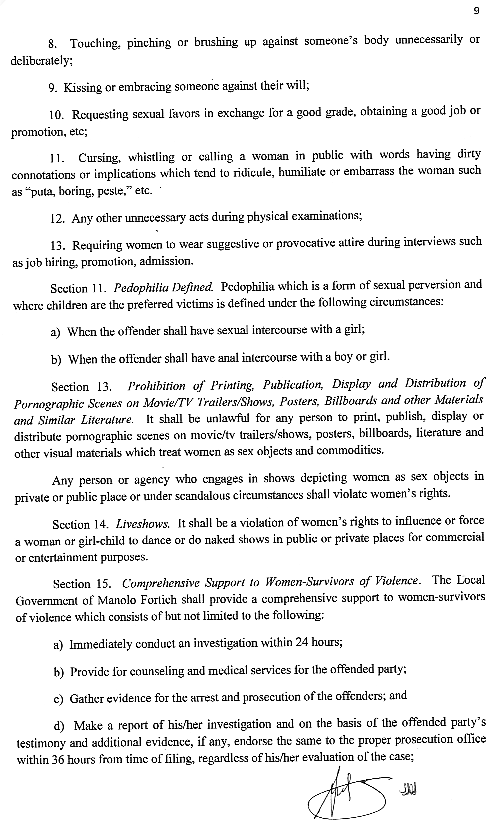 9
8. Touching, pinching or brushing up against someone's body unnecessarily or
deliberately;
9. Kissing or embracing someone against their will;
10. Requesting sexual favors in exchange for a good grade, obtaining a good job or
promotion, etc;
11. Cursing, whistling or calling a woman in public with words having dirty
connotations or implications which tend to ridicule, humiliate or embarrass the woman such
as "puta, boring, peste," etc.
12. Any other unnecessary acts during physical examinations;
13. Requiring women to wear suggestive or provocative attire during interviews such
as job hiring, promotion, admission.
Section 11. Pedophilia Defined. Pedophilia which is a form of sexual perversion and
where children are the preferred victims is defined under the following circumstances:
a) When the offender shall have sexual intercourse with a girl;
b) When the offender shall have anal intercourse with a boy or girl.
Section 13. Prohibition of Printing, Publication, Display and Distribution of
Pornographic Scenes on Movie/TV Trailers/Shows, Posters, Billboards and other Materials
and Similar Literature. It shall be unlawful for any person to print, publish, display or
distribute pornographic scenes on movie/tv trailers/shows, posters, billboards, literature and
other visual materials which treat women as sex objects and commodities.
Any person or agency who engages in shows depicting women as sex objects in
private or public place or under scandalous circumstances shall violate women's rights.
Section 14. Liveshows. It shall be a violation of women's rights to influence or force
a woman or girl-child to dance or do naked shows in public or private places for commercial
or entertainment purposes.
Section 15. Comprehensive Support to Women-Survivors of Violence. The Local
Government of Manolo Fortich shall provide a comprehensive support to women-survivors
of violence which consists of but not limited to the following:
a) Immediately conduct an investigation within 24 hours;
b) Provide for counseling and medical services for the offended party;
c) Gather evidence for the arrest and prosecution of the offenders; and
d) Make a report of his/her investigation and on the basis of the offended party's
testimony and additional evidence, if any, endorse the same to the proper prosecution office
within 36 hours from time of filing, regardless of his/her evaluation of the case;